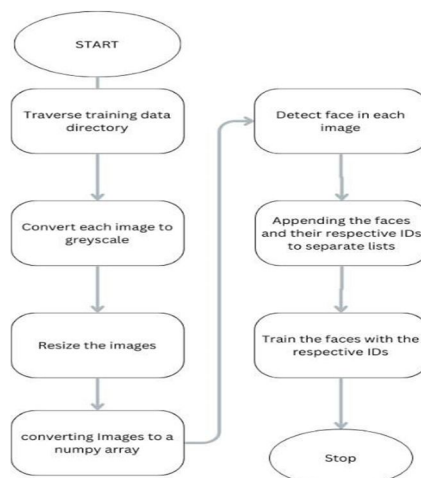 START
Traverse training data
directory
Convert each image to
greyscale
Resize the images
converting Images to a
numpy array
Detect face in each
image
Appending the faces
and their respective IDs
to separate lists
Train the faces with the
respective IDs
Stop